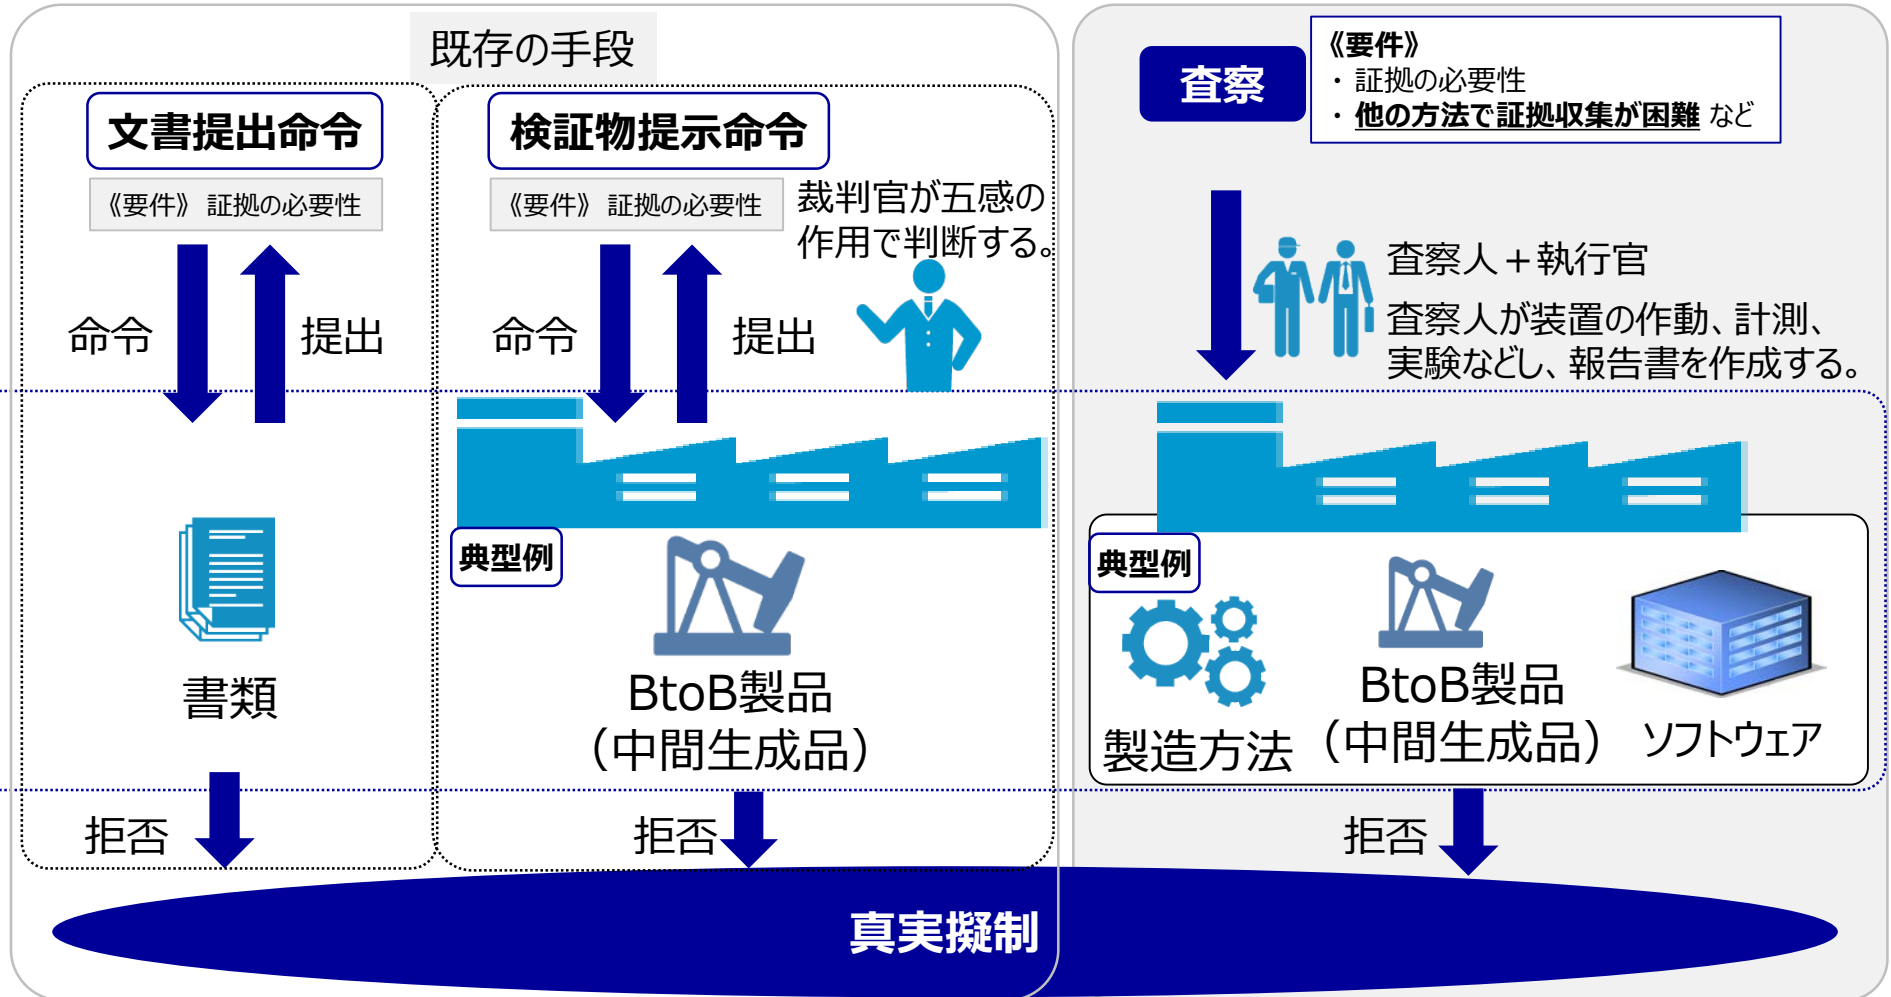 既存の手段
文書提出命令
《要件》 証拠の必要性
命令
提出
書類
拒否
検証物提示命令
《要件》 証拠の必要性
裁判官が五感の
作用で判断する。
命令
提出
典型例
BtoB製品
（中間生成品）
拒否
査察
《要件》
・ 証拠の必要性
・ 他の方法で証拠収集が困難 など
査察人＋執行官
査察人が装置の作動、計測、
実験などし、報告書を作成する。
典型例
製造方法
BtoB製品
（中間生成品）
ソフトウェア
拒否
真実擬制